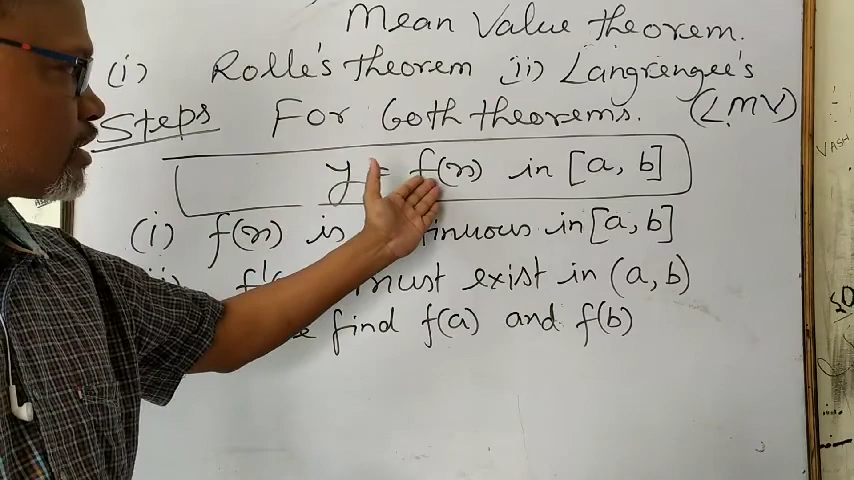 Mean Value theorem.
(i) Rolle's theorem (ii) Langrengee's
Steps For both theorems. (LMV)
y = f(x) in [a, b]
(i) f(x) is in [a, b]
must exist in (a, b)
find f(a) and f(b)
VASH